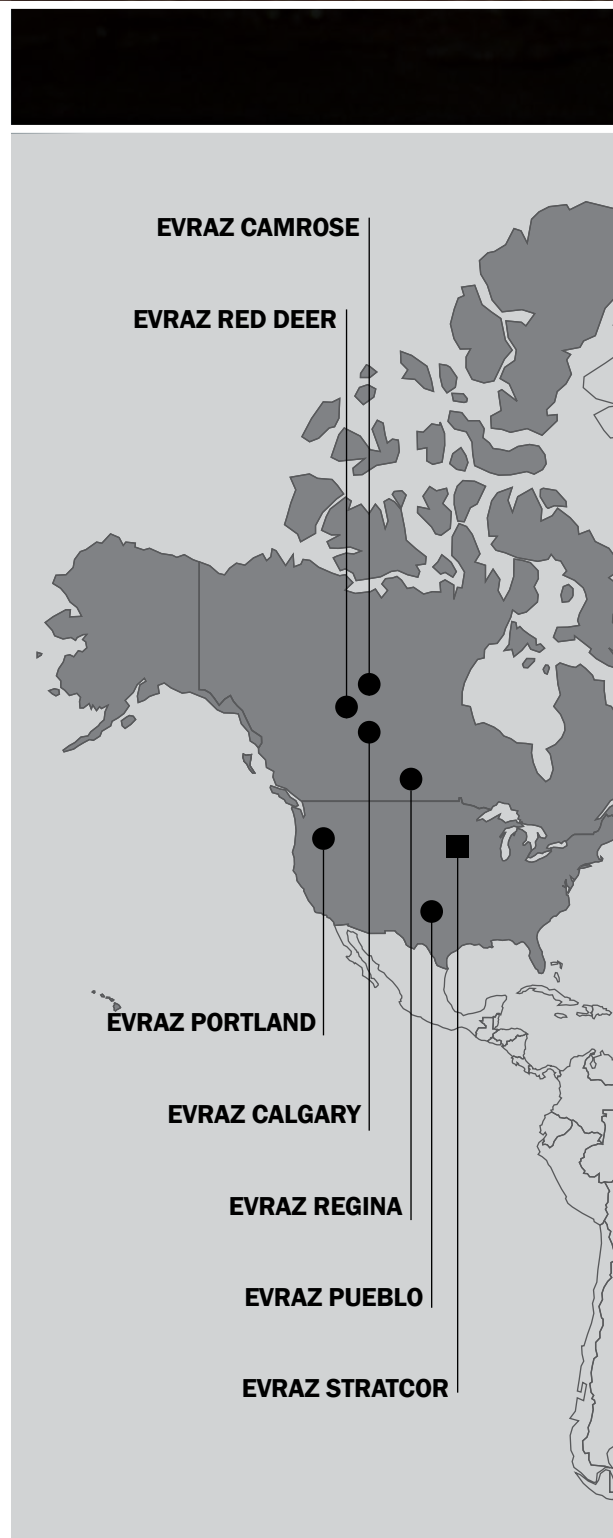 EVRAZ CAMROSE
EVRAZ RED DEER
EVRAZ PORTLAND
EVRAZ CALGARY
EVRAZ REGINA
EVRAZ PUEBLO
EVRAZ STRATCOR